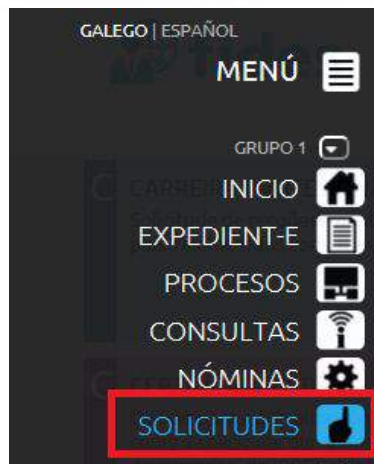 GALEGO | ESPAÑOL
MENÚ
GRUPO 1
INICIO
EXPEDIENT-E
PROCESOS
CONSULTAS
NÓMINAS
SOLICITUDES